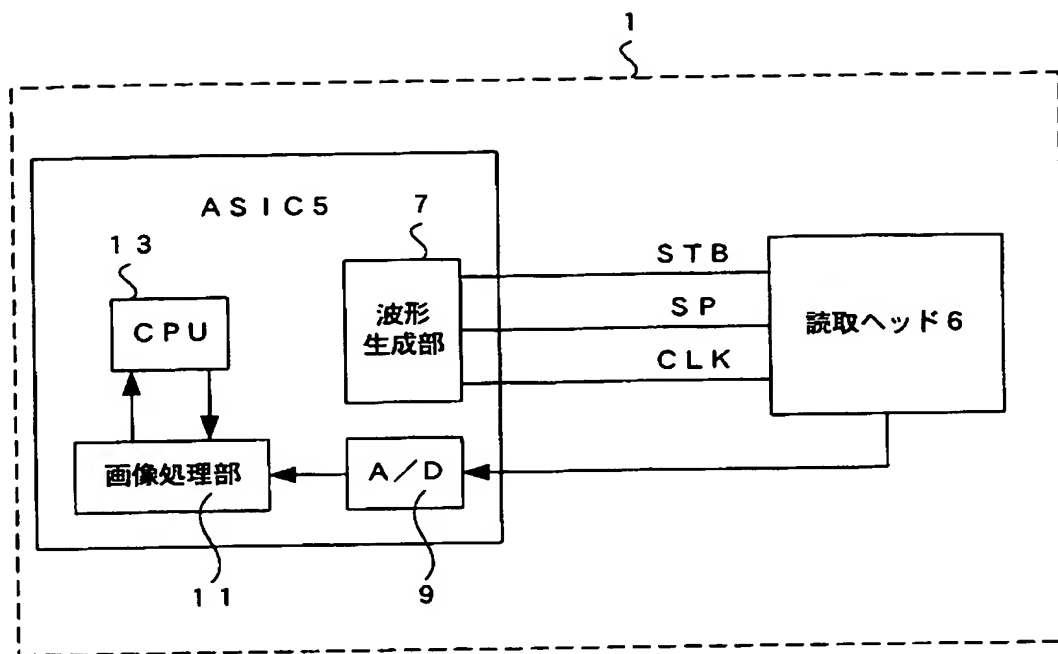 1
ASIC5
7
13
STB
CPU
波形
生成部
SP
読取ヘッド6
CLK
画像処理部
A/D
11
9